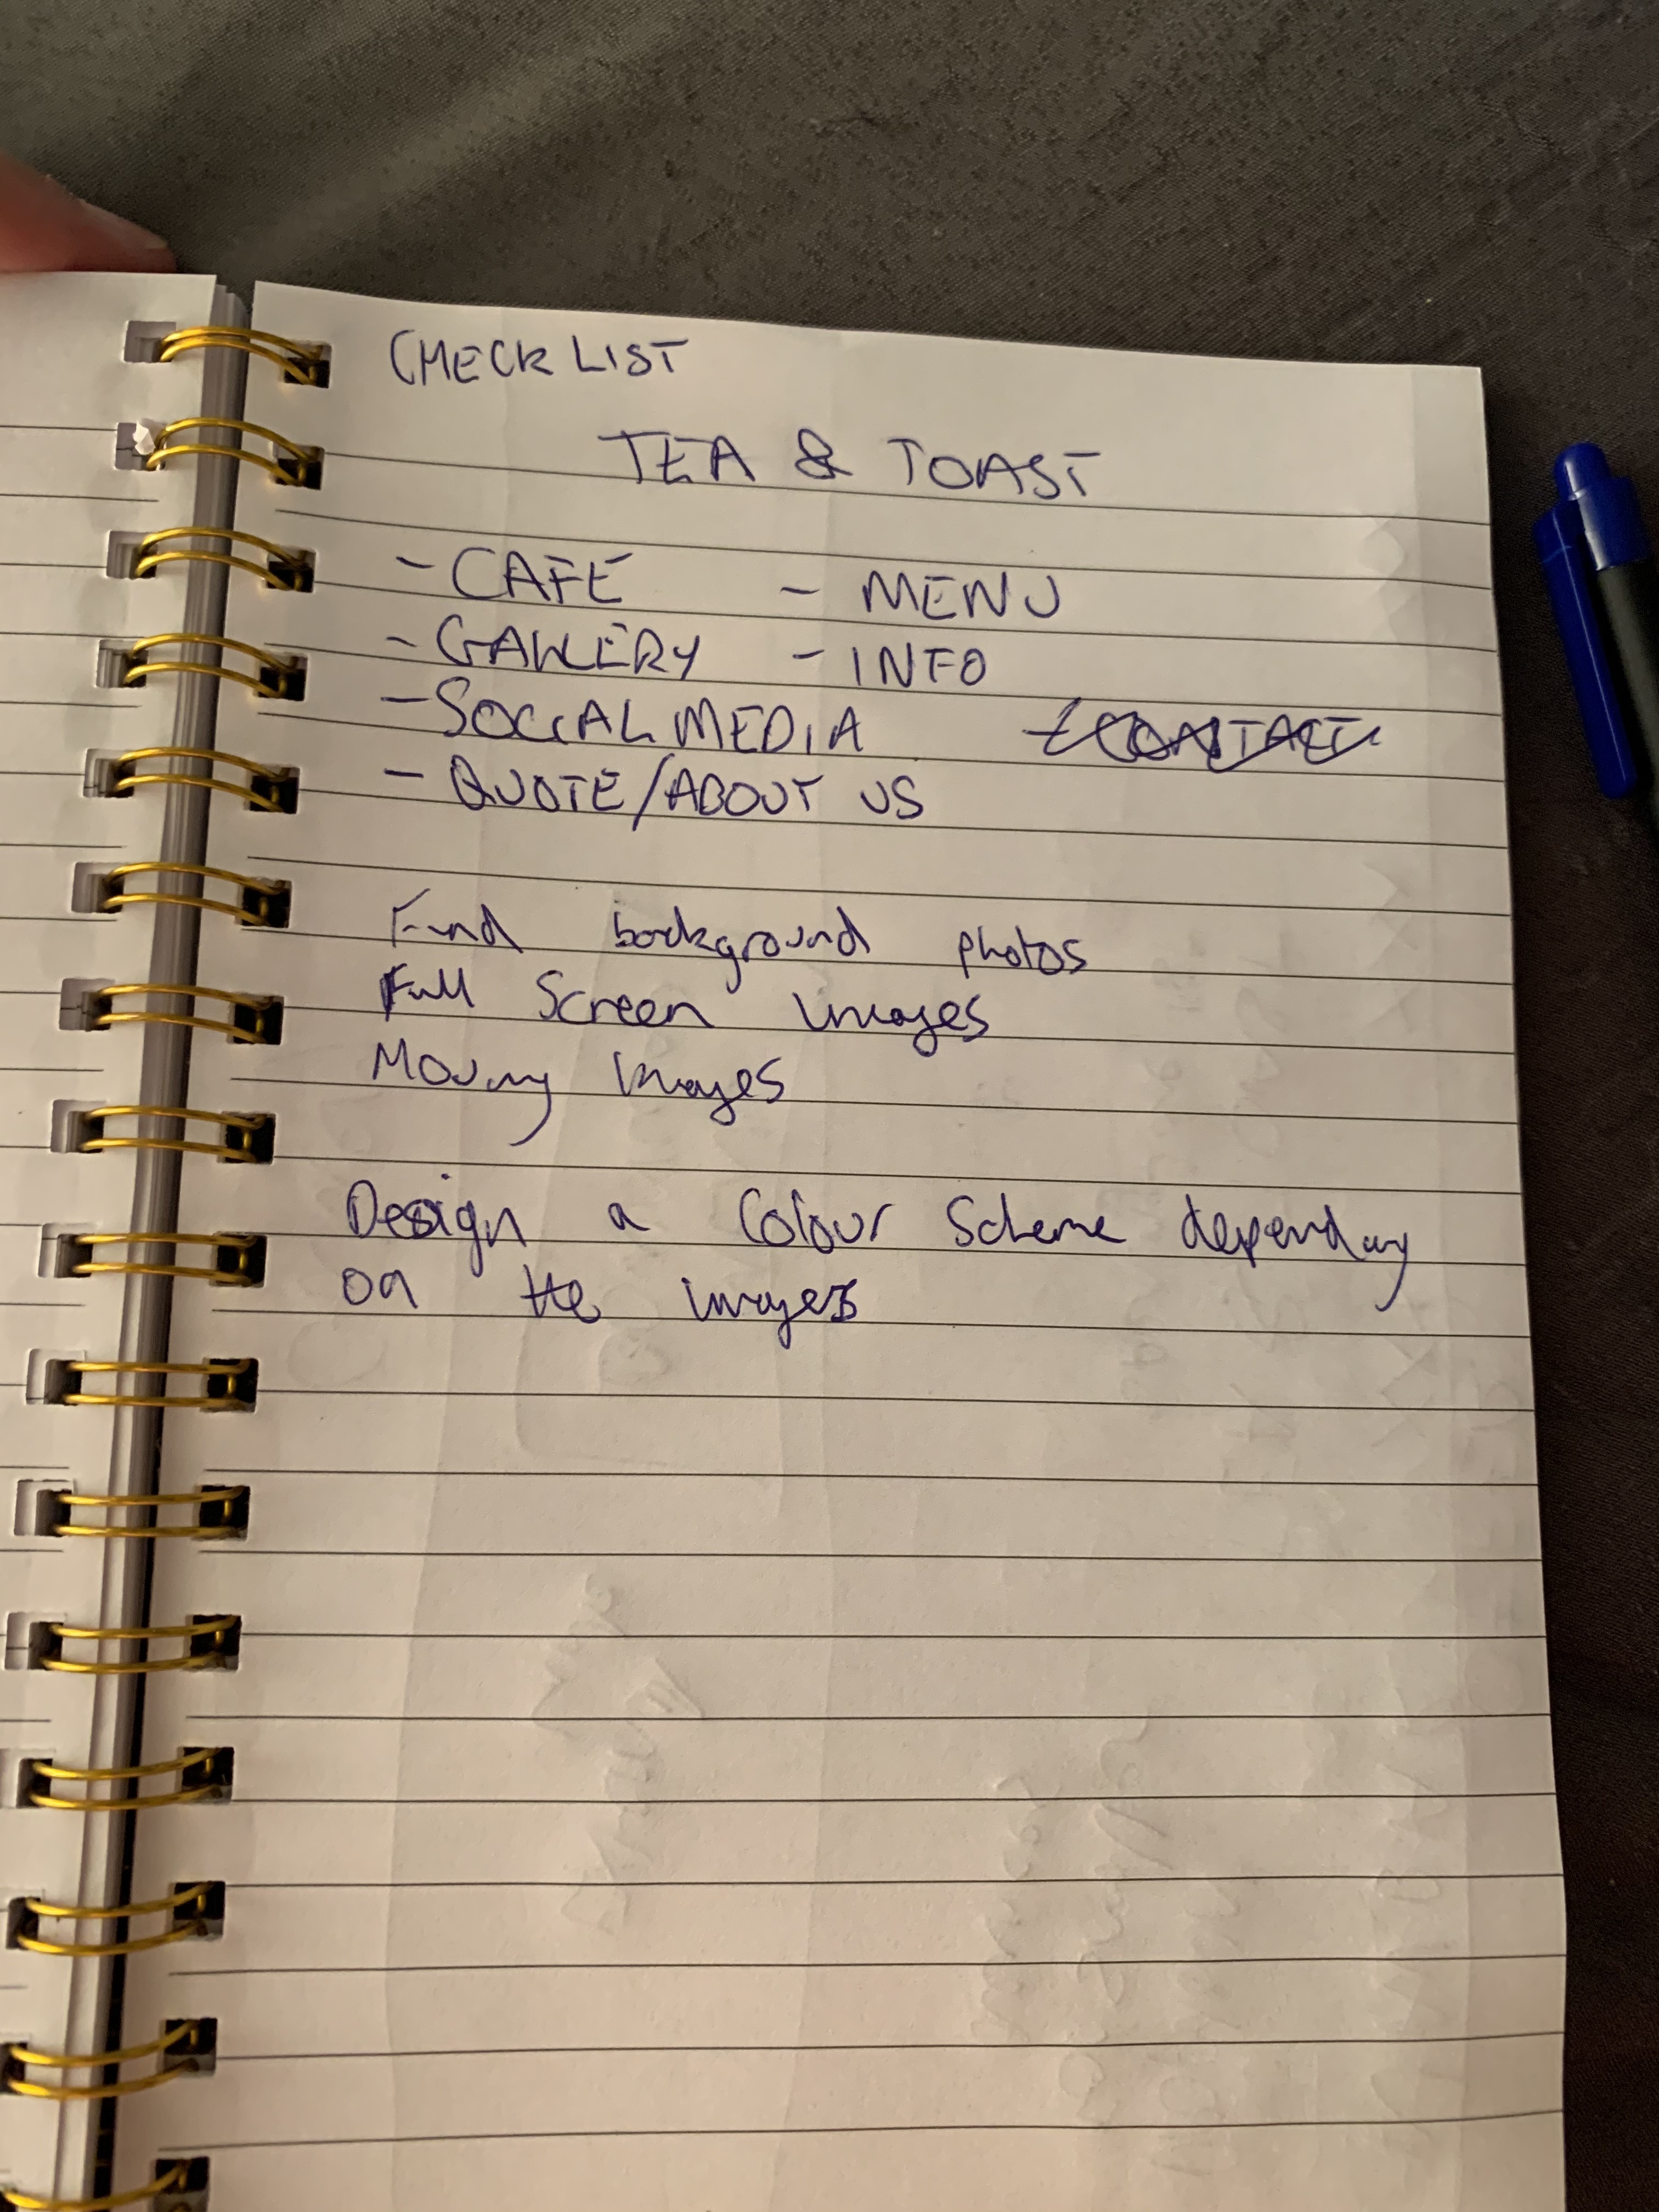 CHECK LIST
TEA & TOAST
- CAFE - MENU
- GALLERY - INFO
- SOCIAL MEDIA - CONTACT
- QUOTE/ABOUT US
Find background photos
Full Screen Images
Moving Images
Design a Colour Scheme depending
on the images